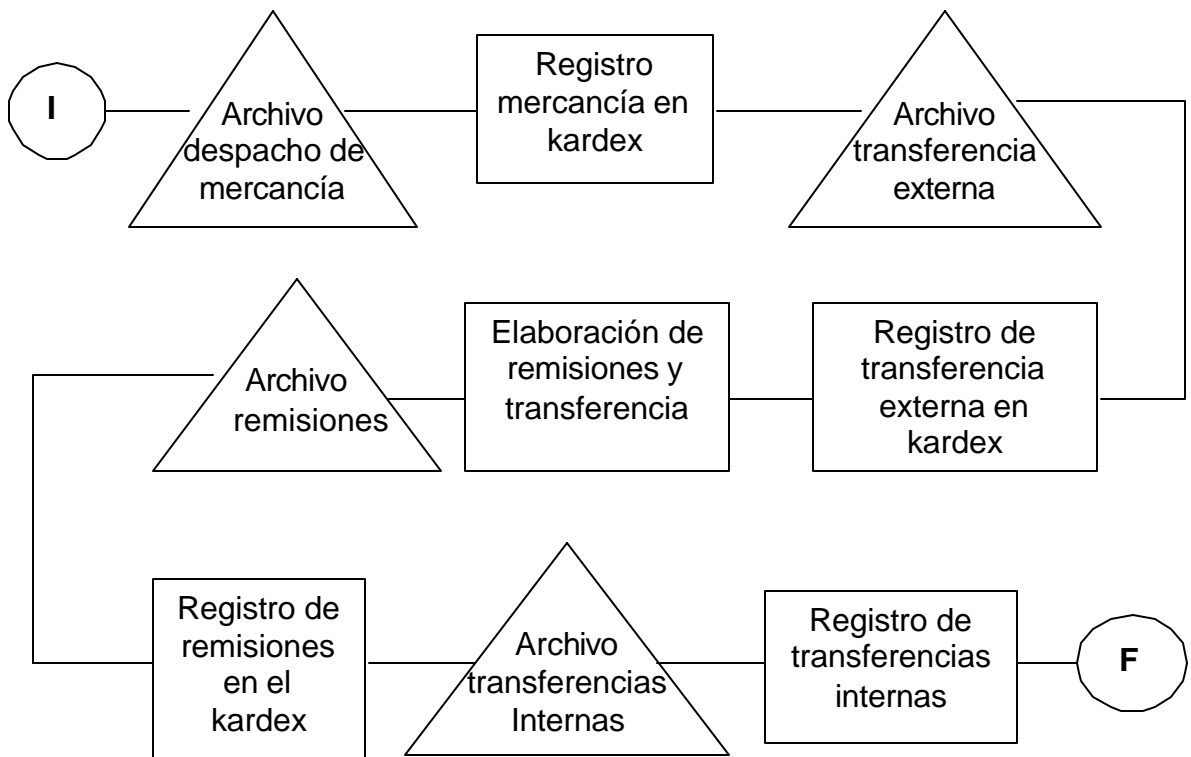 I
Archivo
despacho de
mercancía
Registro
mercancía en
kardex
Archivo
transferencia
externa
Registro de
transferencia
externa en
kardex
Elaboración de
remisiones y
transferencia
Archivo
remisiones
Registro de
remisiones
en el
kardex
Archivo
transferencias
Internas
Registro de
transferencias
internas
F